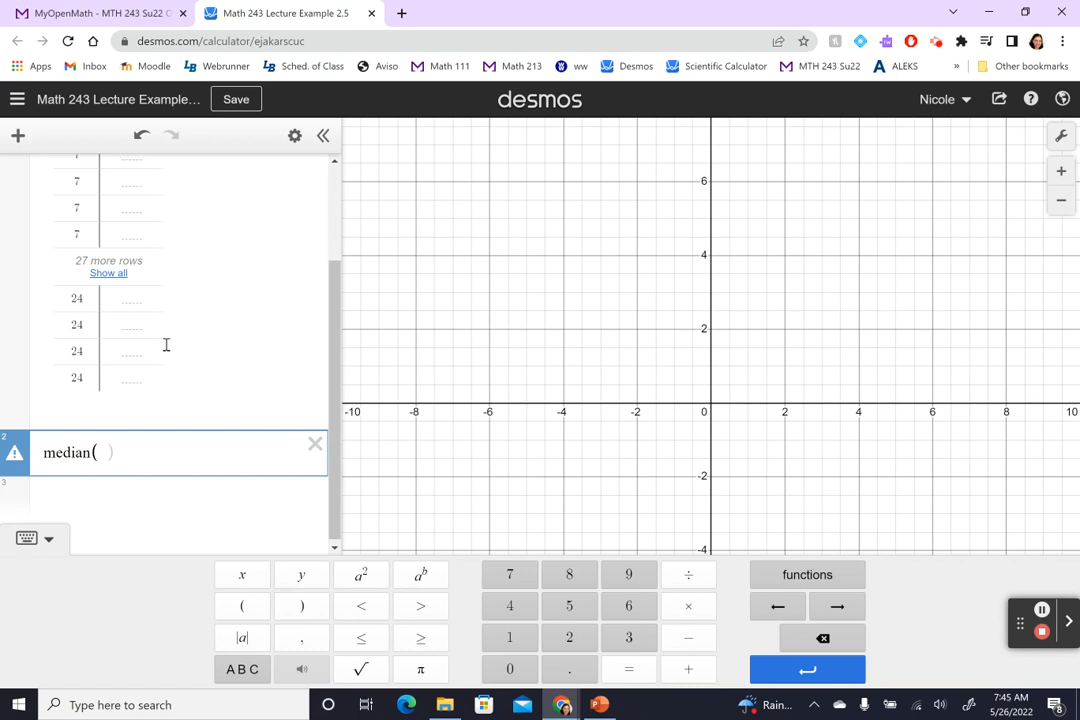 MyOpenMath - MTH 243 Su22 C
Math 243 Lecture Example 2.5
desmos.com/calculator/ejakarscuc
Apps
Inbox
Moodle
Webrunner
Sched. of Class
Aviso
Math 111
Math 213
ww
Desmos
Scientific Calculator
MTH 243 Su22
ALEKS
»
Other bookmarks
Math 243 Lecture Example...
Save
desmos
Nicole
7
7
7
7
27 more rows
Show all
24
24
24
24
2
median( )
3
6
4
2
-10 -8 -6 -4 -2 0 2 4 6 8 10
-2
-4
x y a² aᵇ 7 8 9 ÷ functions
( ) < > 4 5 6 × ← →
|a| , ≤ ≥ 1 2 3 −
A B C √ π 0 . = +
Type here to search
Rain...
7:45 AM
5/26/2022
8